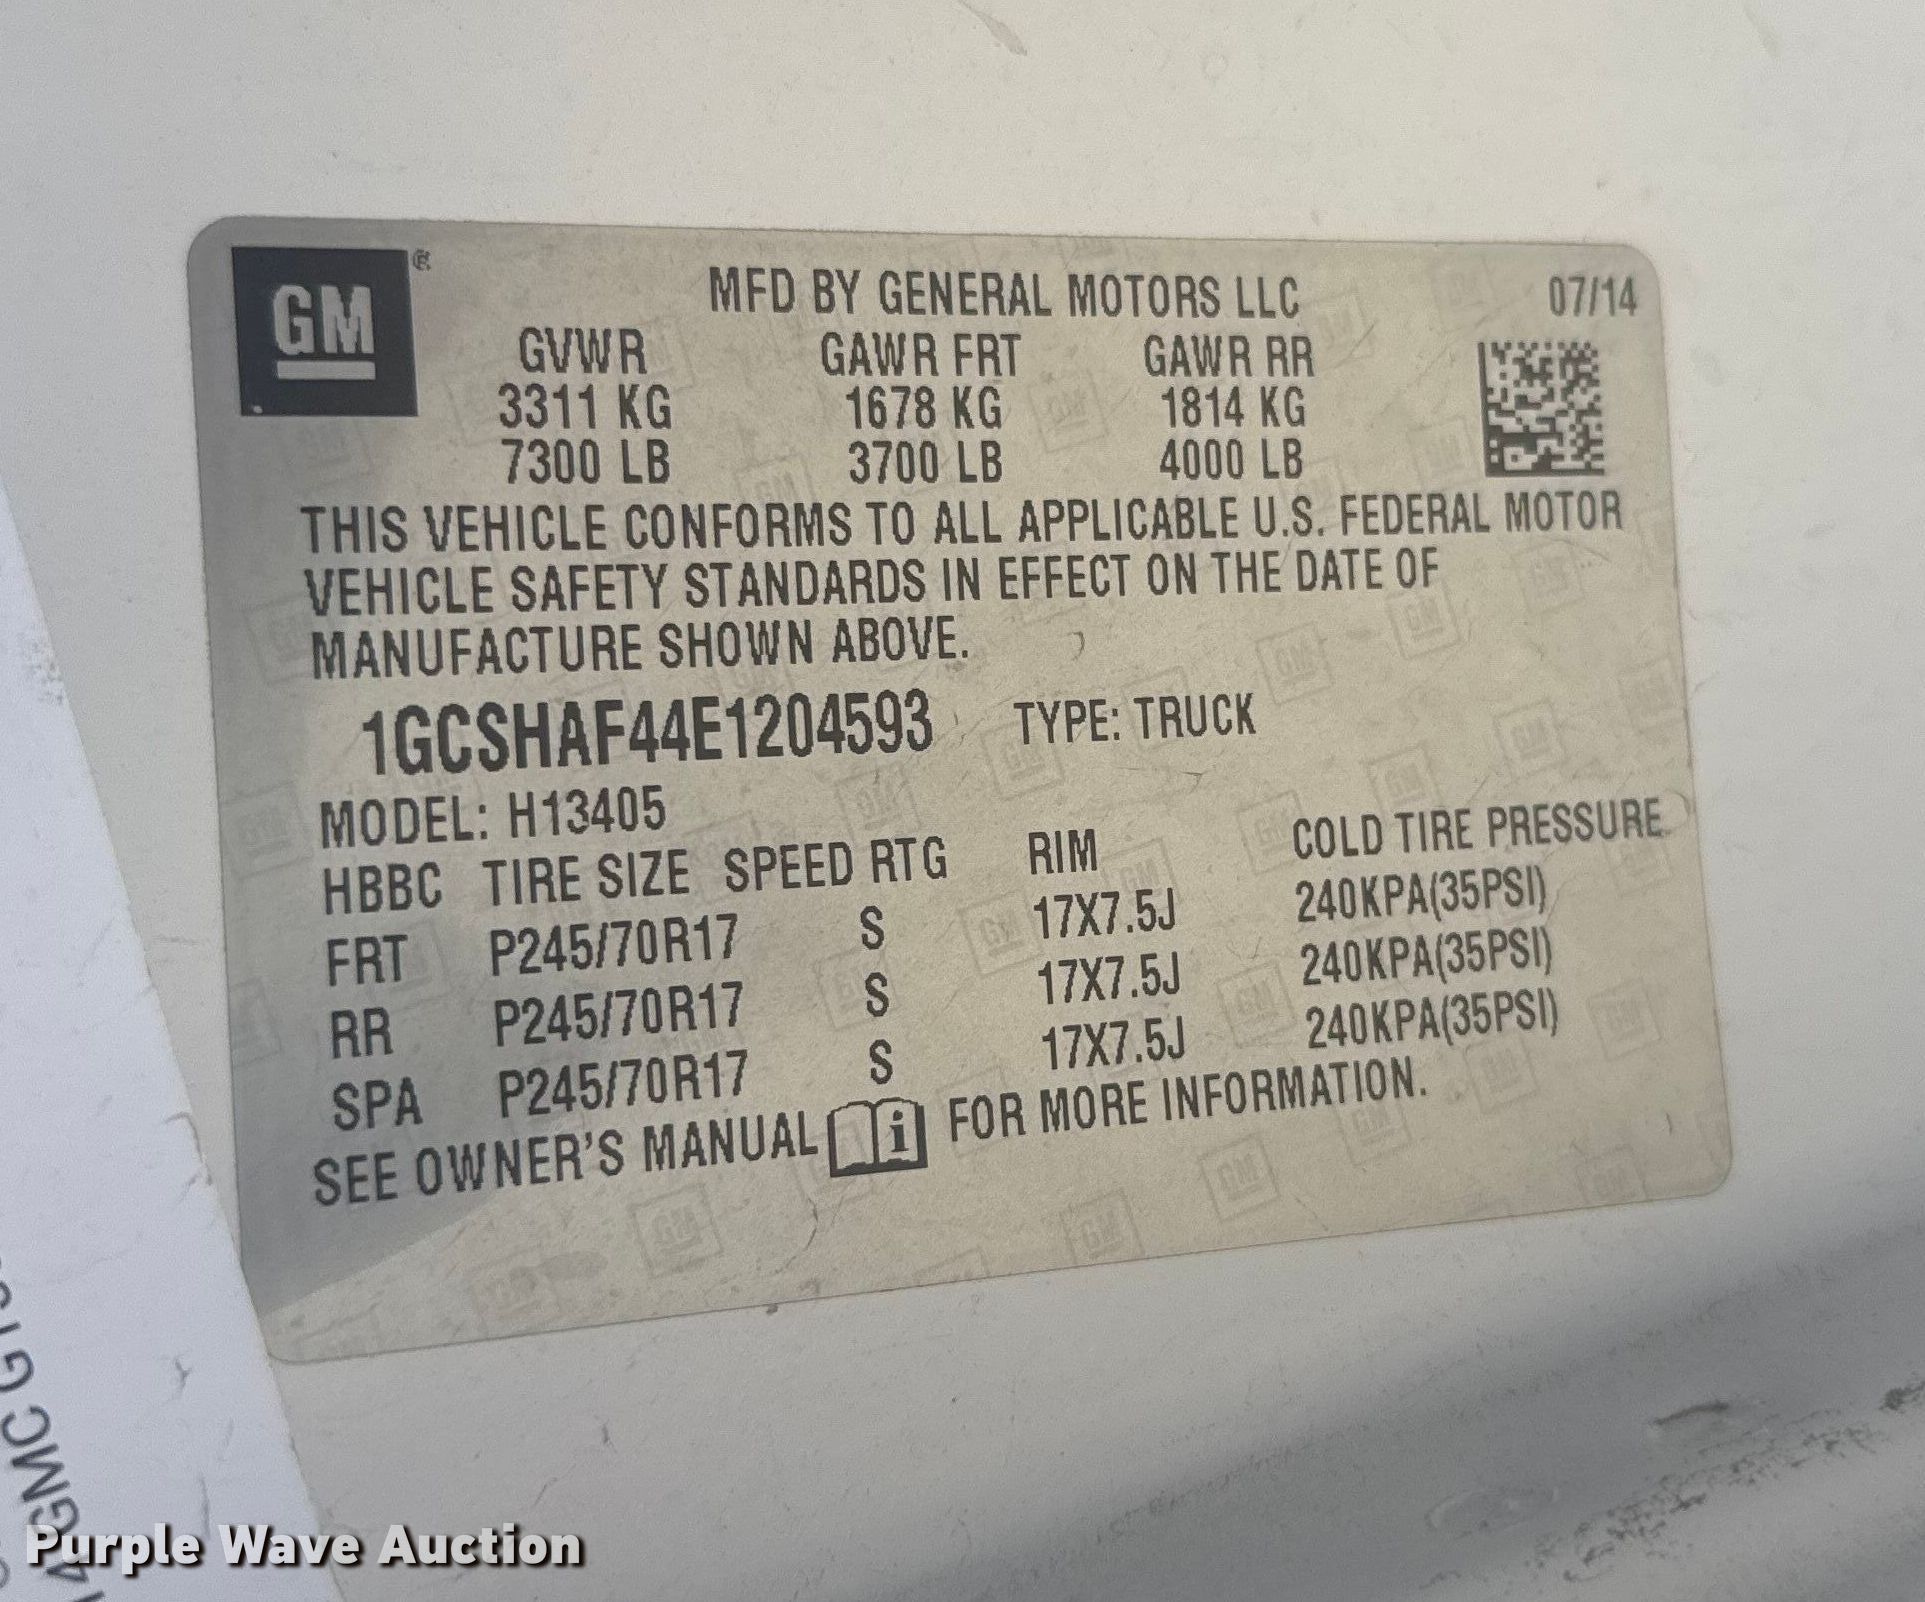 GM ®
MFD BY GENERAL MOTORS LLC 07/14
GVWR GAWR FRT GAWR RR
3311 KG 1678 KG 1814 KG
7300 LB 3700 LB 4000 LB
THIS VEHICLE CONFORMS TO ALL APPLICABLE U.S. FEDERAL MOTOR
VEHICLE SAFETY STANDARDS IN EFFECT ON THE DATE OF
MANUFACTURE SHOWN ABOVE.
1GCSHAF44E1204593 TYPE: TRUCK
MODEL: H13405
HBBC TIRE SIZE SPEED RTG RIM COLD TIRE PRESSURE
FRT P245/70R17 S 17X7.5J 240KPA(35PSI)
RR P245/70R17 S 17X7.5J 240KPA(35PSI)
SPA P245/70R17 S 17X7.5J 240KPA(35PSI)
SEE OWNER'S MANUAL i FOR MORE INFORMATION.
GMC
Purple Wave Auction